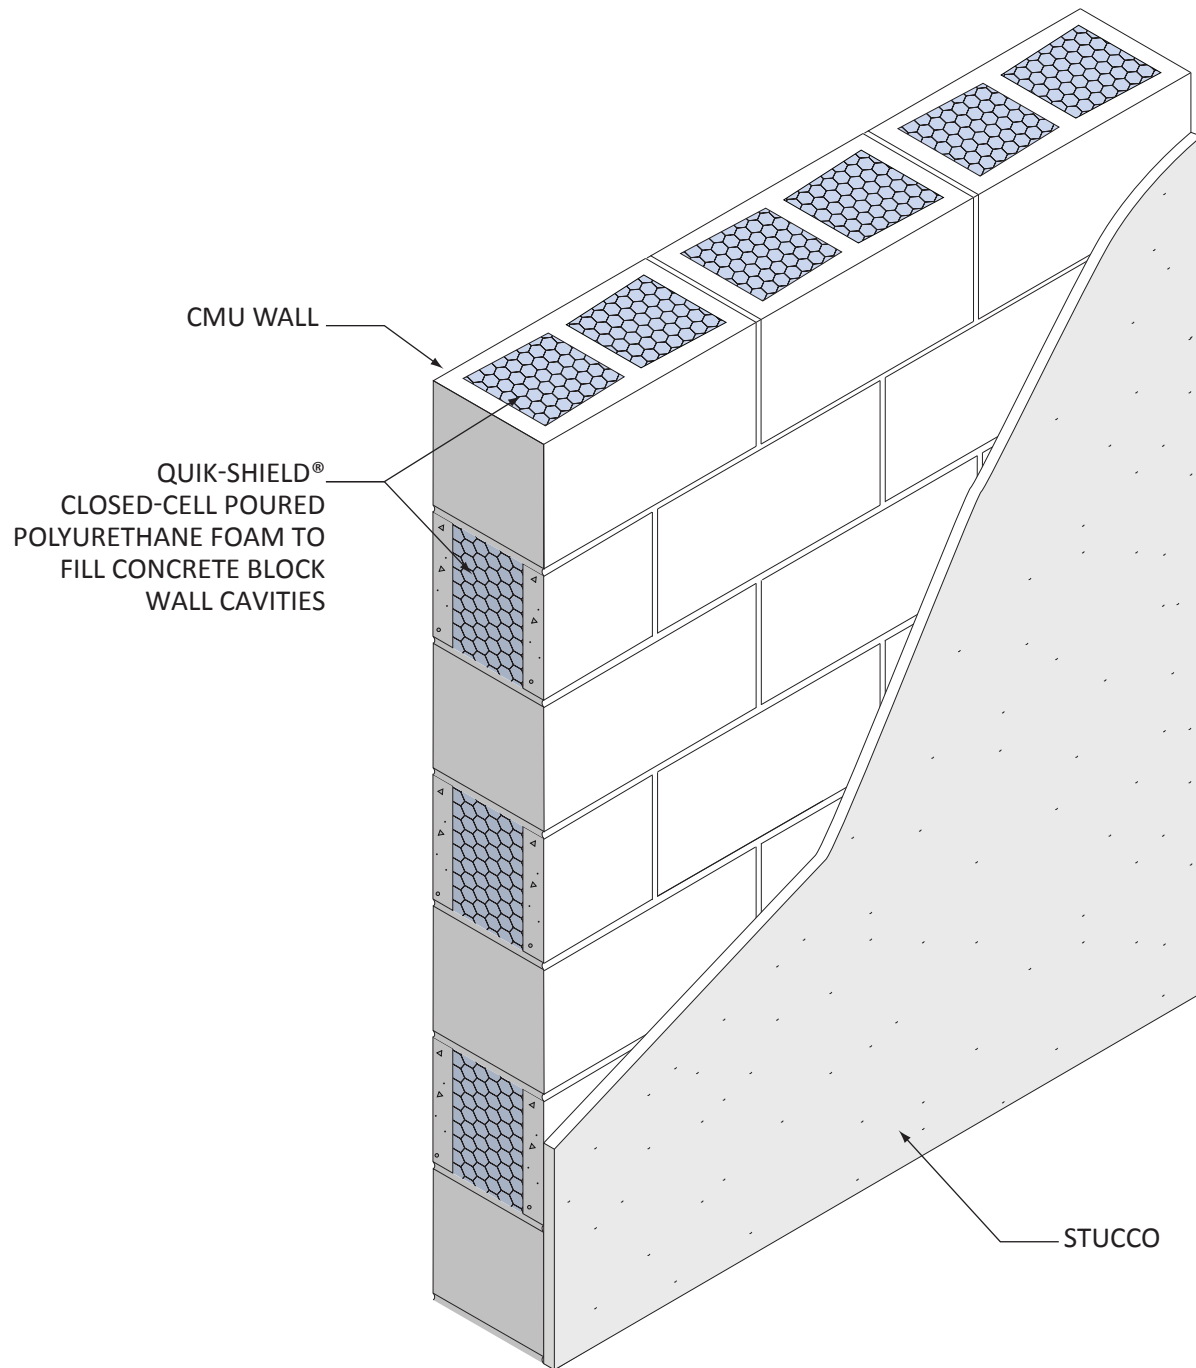 CMU WALL
QUIK-SHIELD®
CLOSED-CELL POURED
POLYURETHANE FOAM TO
FILL CONCRETE BLOCK
WALL CAVITIES
STUCCO